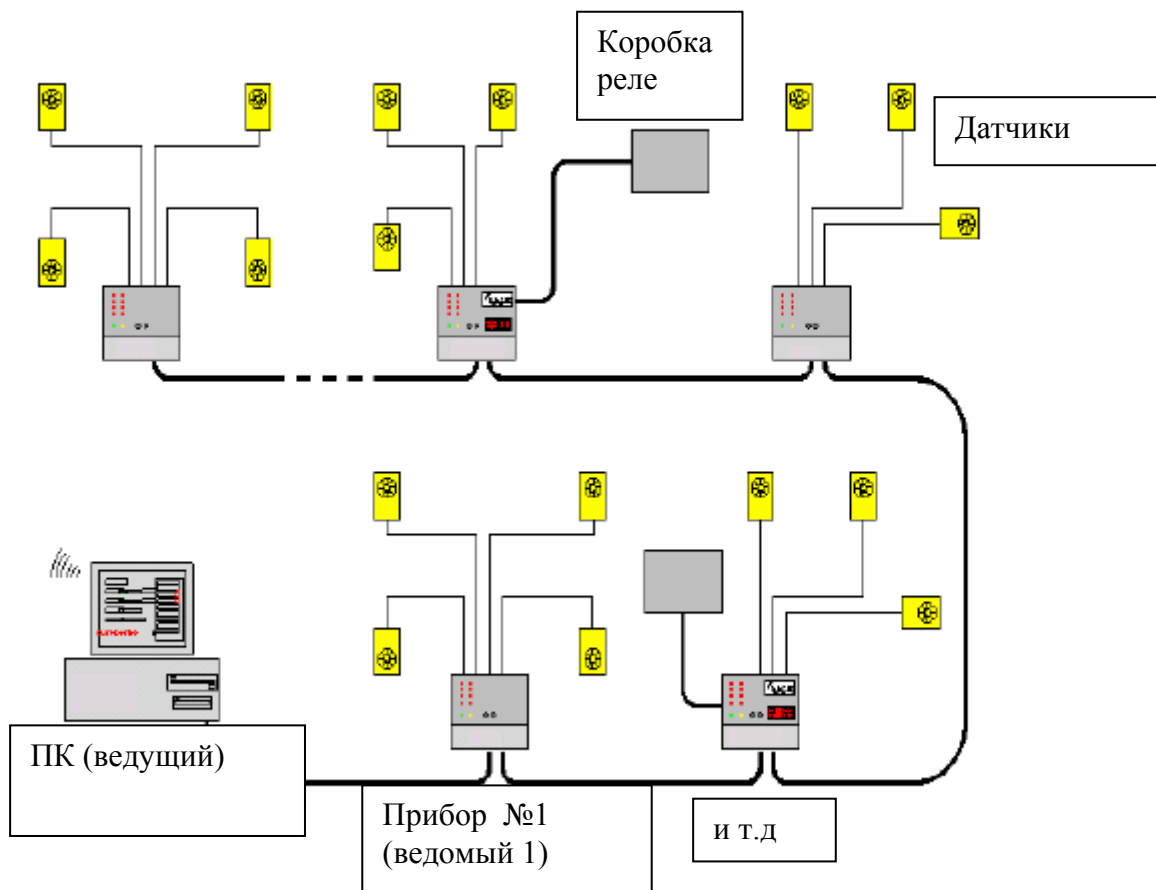 Коробка
реле
Датчики
ПК (ведущий)
Прибор №1
(ведомый 1)
и т.д